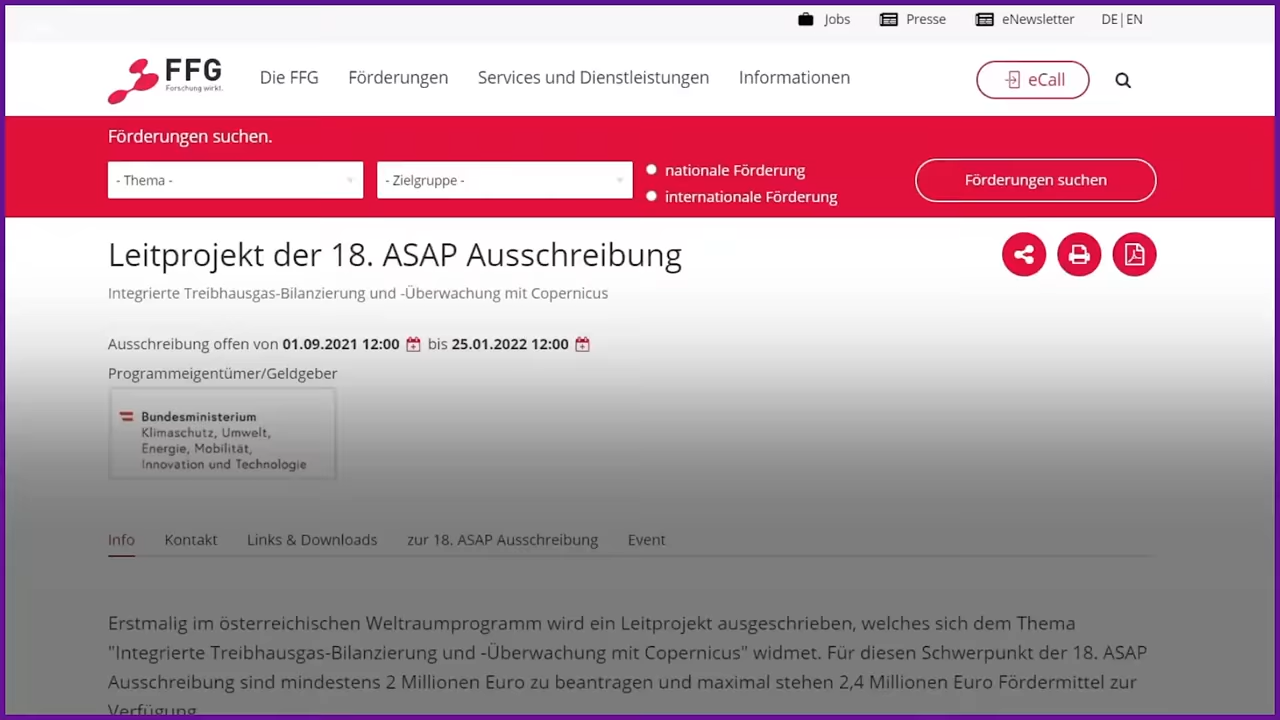 Jobs Presse eNewsletter DE|EN
FFG
Forschung wirkt.
Die FFG Förderungen Services und Dienstleistungen Informationen eCall
Förderungen suchen.
- Thema - - Zielgruppe - nationale Förderung
internationale Förderung
Förderungen suchen
Leitprojekt der 18. ASAP Ausschreibung
Integrierte Treibhausgas-Bilanzierung und -Überwachung mit Copernicus
Ausschreibung offen von 01.09.2021 12:00 bis 25.01.2022 12:00
Programmeigentümer/Geldgeber
Bundesministerium
Klimaschutz, Umwelt,
Energie, Mobilität,
Innovation und Technologie
Info Kontakt Links & Downloads zur 18. ASAP Ausschreibung Event
Erstmalig im österreichischen Weltraumprogramm wird ein Leitprojekt ausgeschrieben, welches sich dem Thema
"Integrierte Treibhausgas-Bilanzierung und -Überwachung mit Copernicus" widmet. Für diesen Schwerpunkt der 18. ASAP
Ausschreibung sind mindestens 2 Millionen Euro zu beantragen und maximal stehen 2,4 Millionen Euro Fördermittel zur
Verfügung.